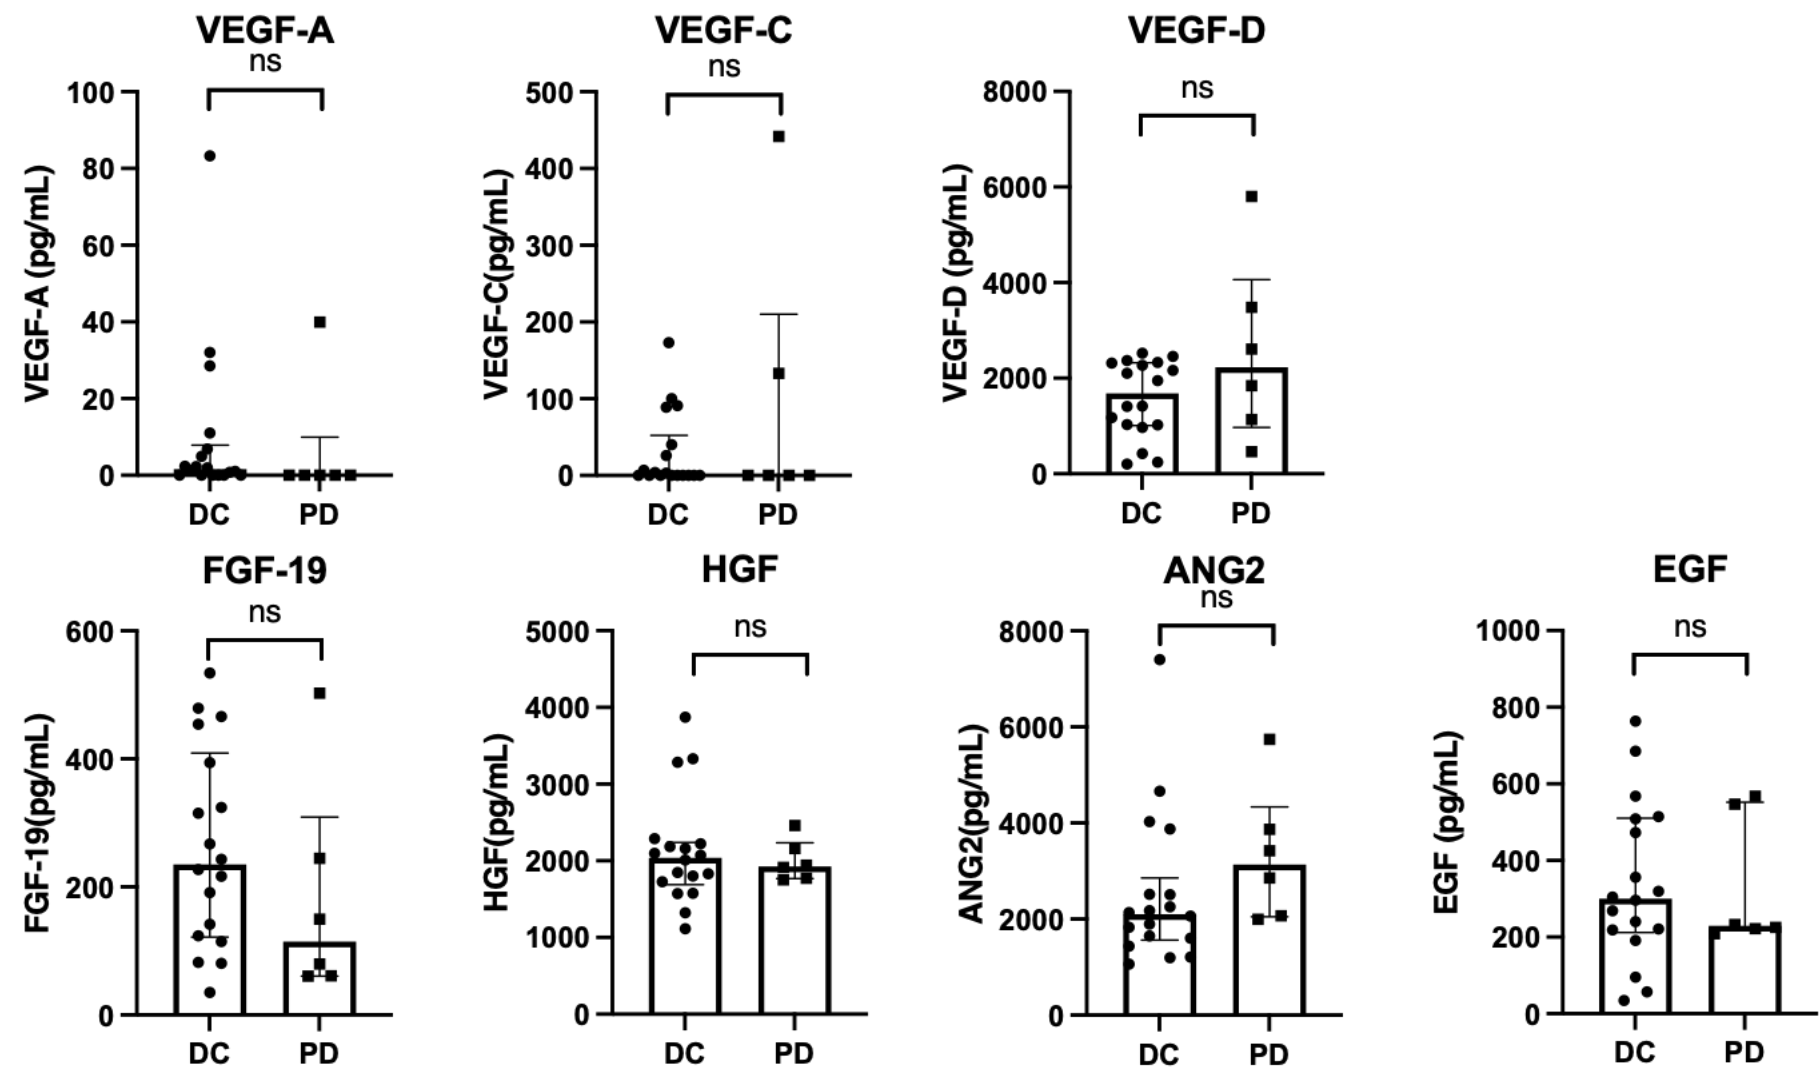 VEGF-A
ns
VEGF-A (pg/mL)
100
80
60
40
20
0
DC PD
VEGF-C
ns
VEGF-C(pg/mL)
500
400
300
200
100
0
DC PD
VEGF-D
ns
VEGF-D (pg/mL)
8000
6000
4000
2000
0
DC PD
FGF-19
ns
FGF-19(pg/mL)
600
400
200
0
DC PD
HGF
ns
HGF(pg/mL)
5000
4000
3000
2000
1000
0
DC PD
ANG2
ns
ANG2(pg/mL)
8000
6000
4000
2000
0
DC PD
EGF
ns
EGF (pg/mL)
1000
800
600
400
200
0
DC PD